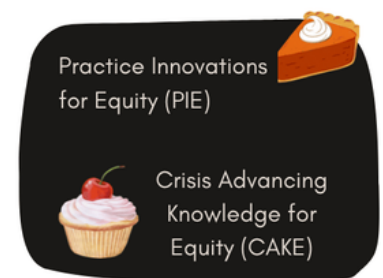 Practice Innovations
for Equity (PIE)
Crisis Advancing
Knowledge for
Equity (CAKE)